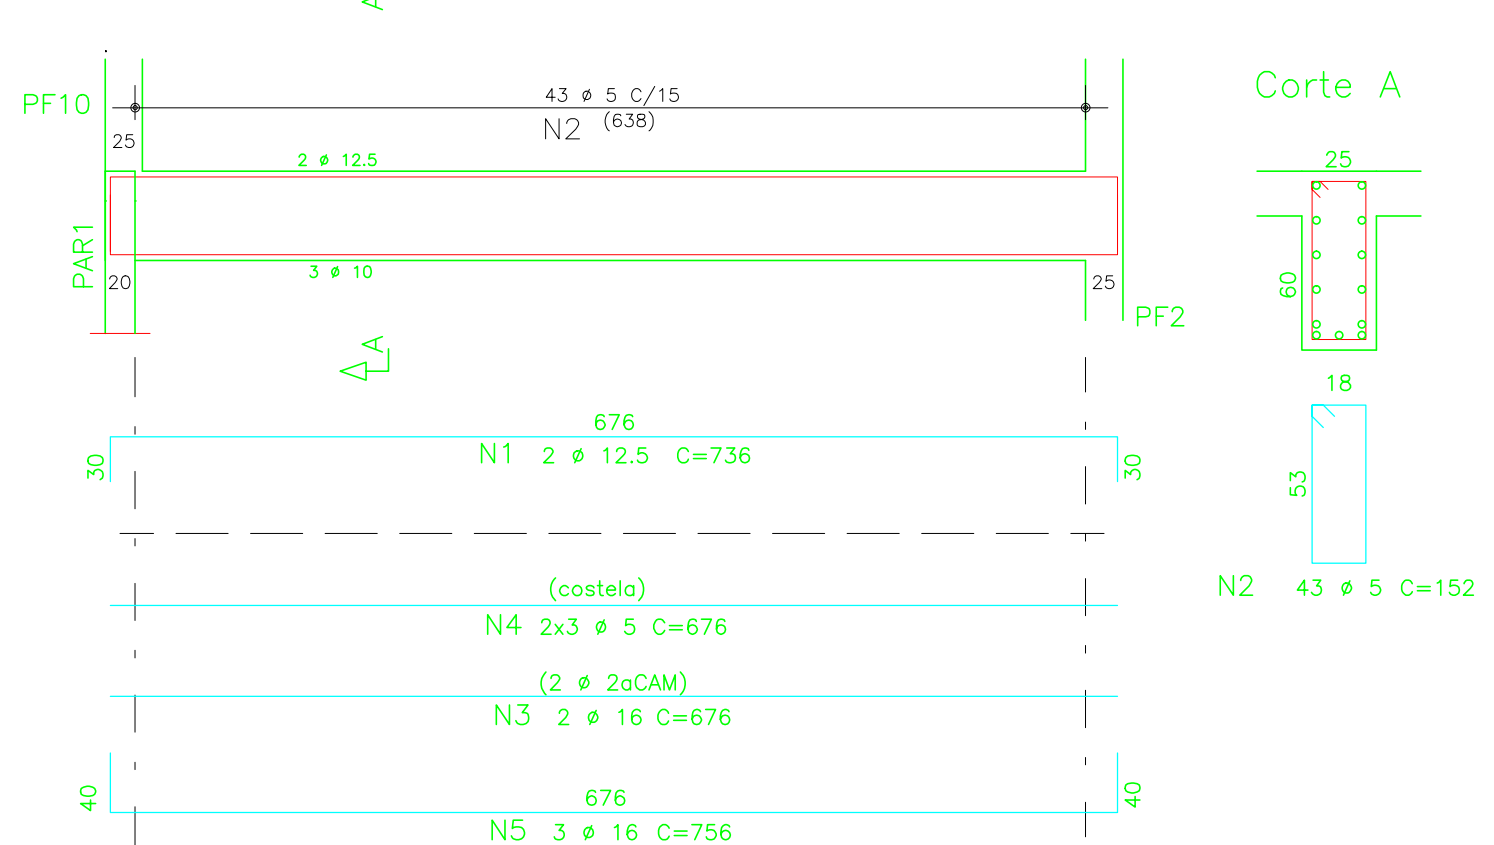 A
PF10
43 ø 5 C/15
N2 (638)
25
2 ø 12.5
PAR1
3 ø 10
20
25
PF2
A
Corte A
25
60
18
53
N2 43 ø 5 C=152
676
30
N1 2 ø 12.5 C=736
30
(costela)
N4 2x3 ø 5 C=676
(2 ø 2aCAM)
N3 2 ø 16 C=676
40
676
40
N5 3 ø 16 C=756